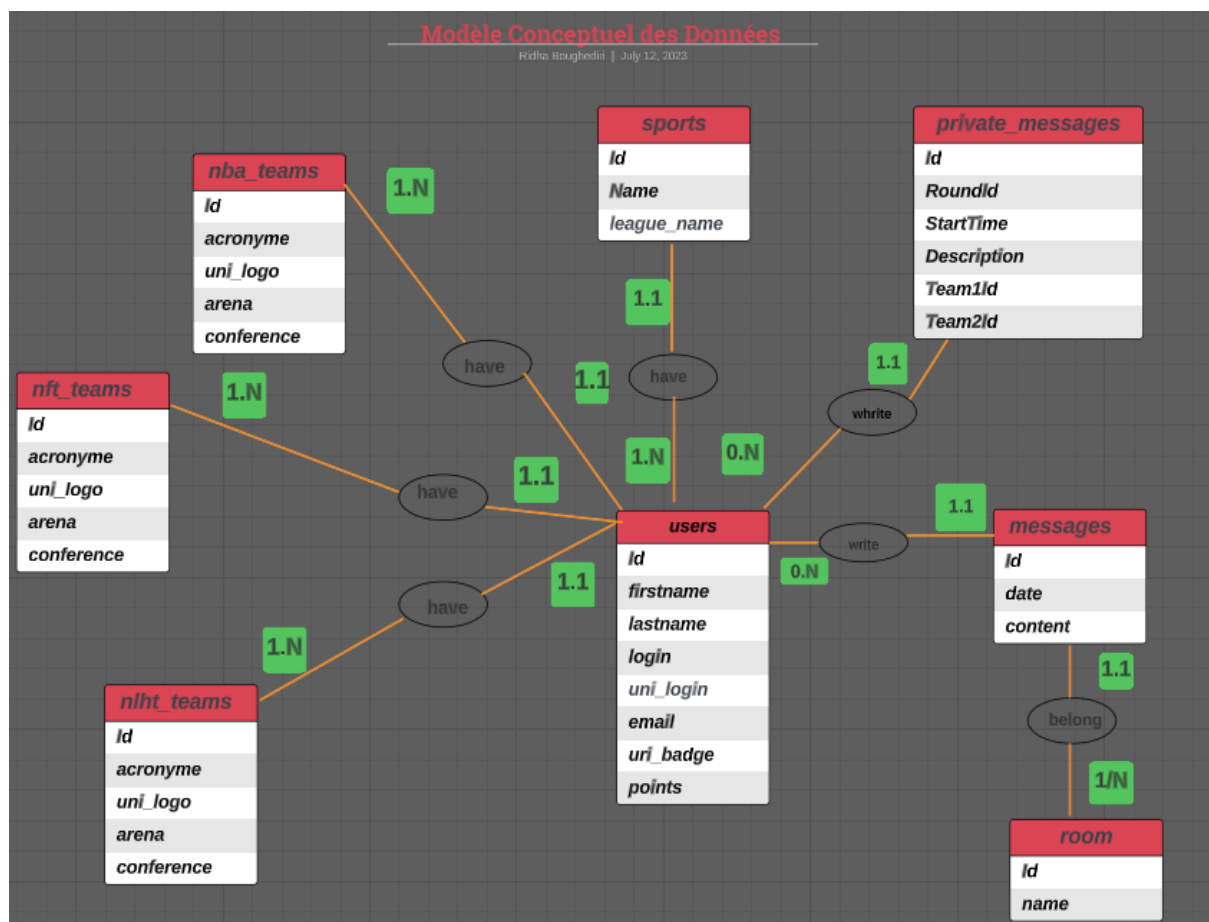 Modèle Conceptuel des Données
Ridha Boughediri | July 12, 2023
sports
Id
Name
league_name
private_messages
Id
RoundId
StartTime
Description
Team1Id
Team2Id
nba_teams
Id
acronyme
uni_logo
arena
conference
1.N
1.1
have
1.1
have
1.1
whrite
nft_teams
Id
acronyme
uni_logo
arena
conference
1.N
have
1.1
1.N
0.N
users
Id
firstname
lastname
login
uni_login
email
uri_badge
points
0.N
write
1.1
messages
Id
date
content
have
1.1
1.N
nlht_teams
Id
acronyme
uni_logo
arena
conference
1.1
belong
1/N
room
Id
name